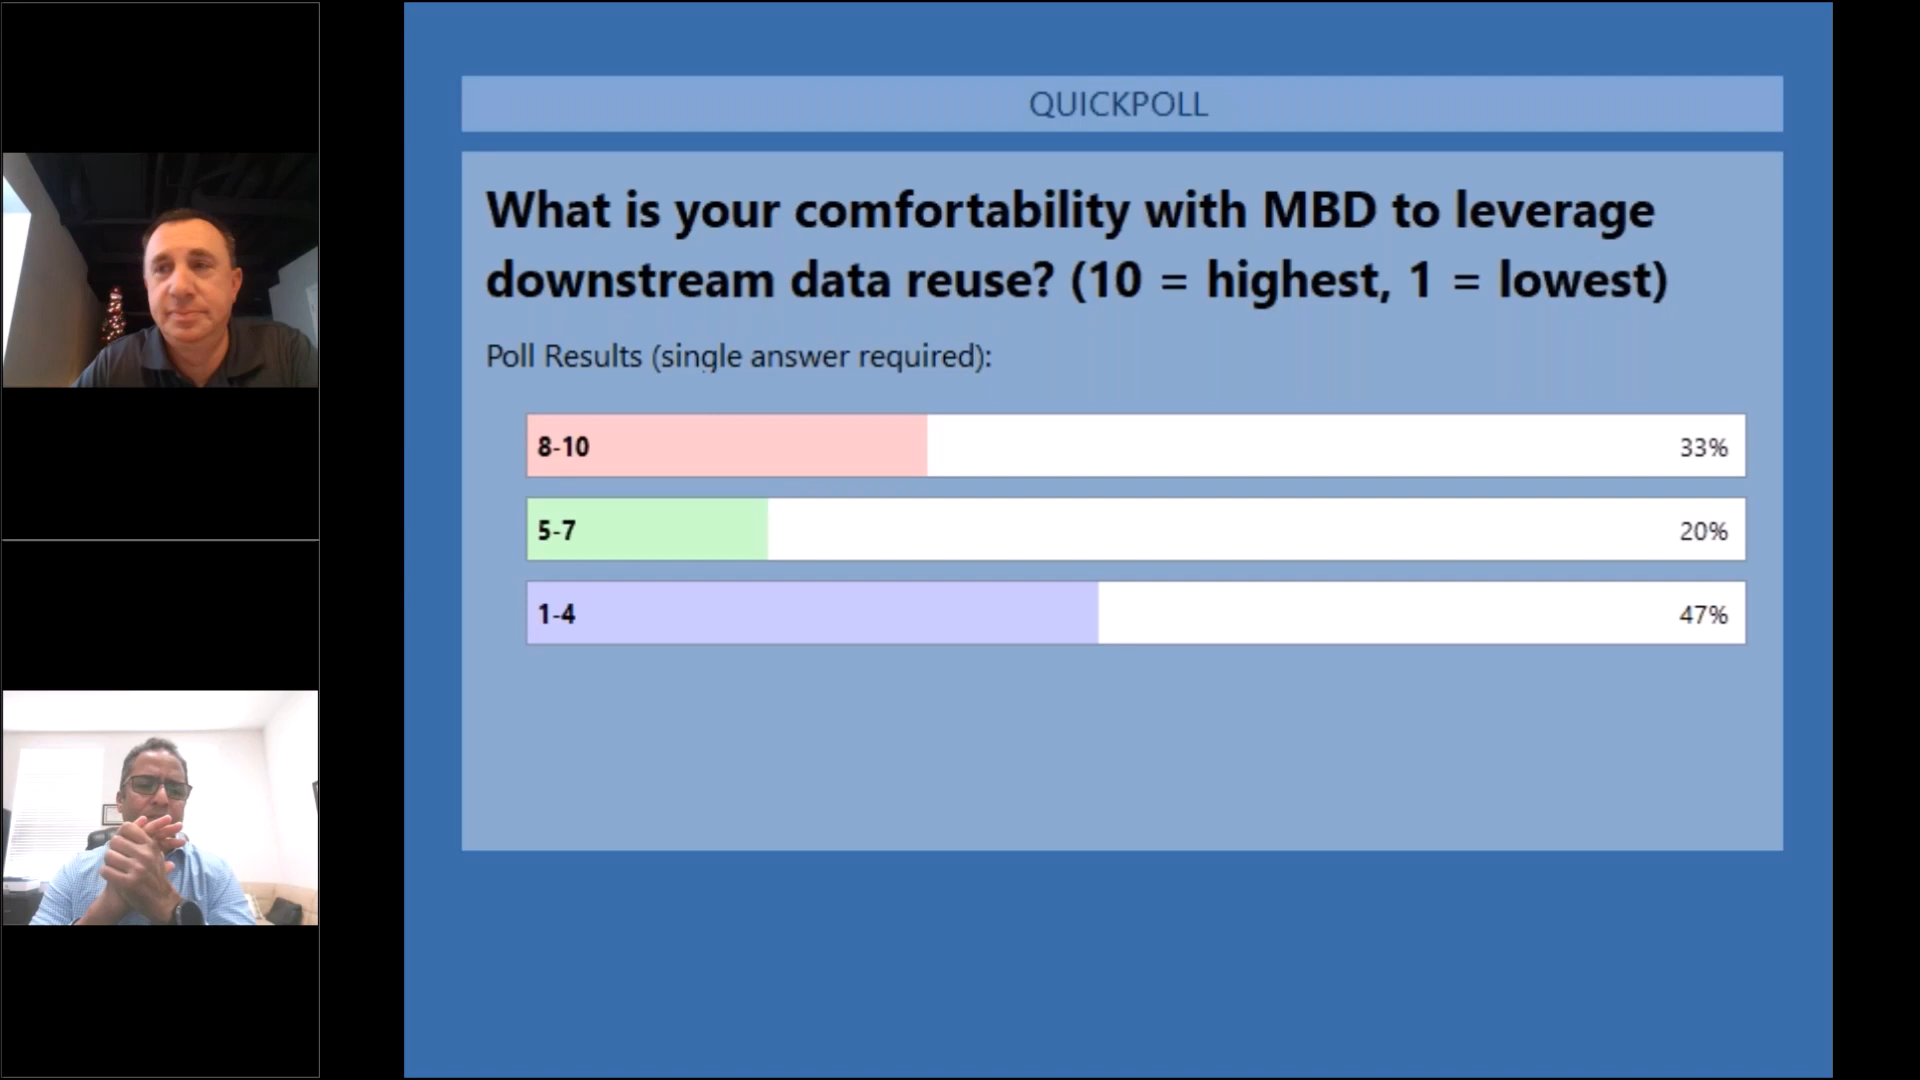 QUICKPOLL
What is your comfortability with MBD to leverage
downstream data reuse? (10 = highest, 1 = lowest)
Poll Results (single answer required):
8-10 33%
5-7 20%
1-4 47%